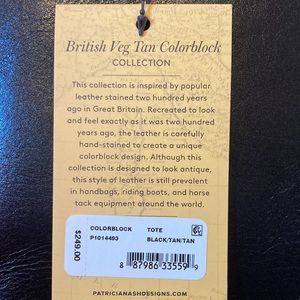 British Veg Tan Colorblock
COLLECTION
This collection is inspired by popular
leather stained two hundred years
ago in Great Britain. Recreated to
look and feel exactly as it was two hundred
years ago, the leather is carefully
hand-stained to create a unique
colorblock design. Although this
collection is designed to look antique,
this style of leather is still prevalent
in handbags, riding boots, and horse
tack equipment around the world.
$249.00
COLORBLOCK TOTE
P1014493 BLACK/TAN/TAN
8 87986 33559 9
PATRICIANASHDESIGNS.COM